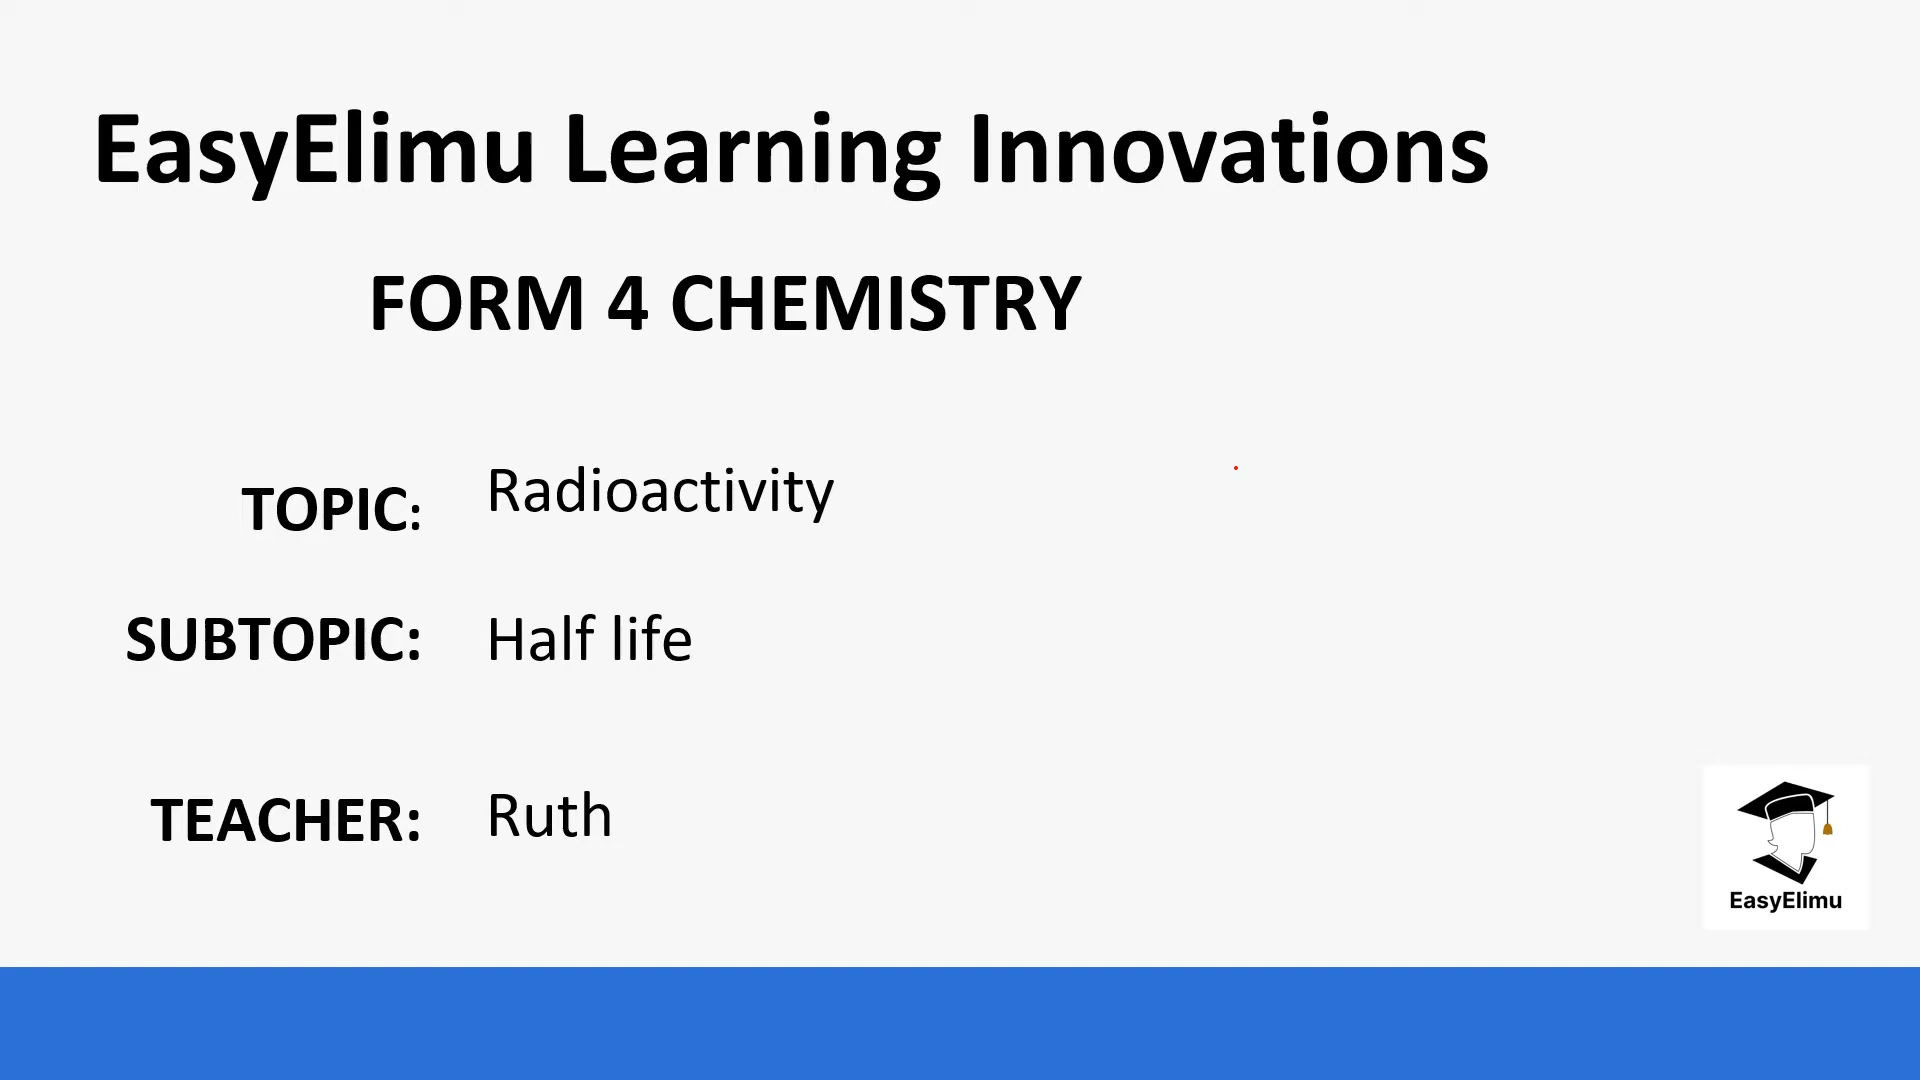 EasyElimu Learning Innovations
FORM 4 CHEMISTRY
TOPIC: Radioactivity
SUBTOPIC: Half life
TEACHER: Ruth
EasyElimu